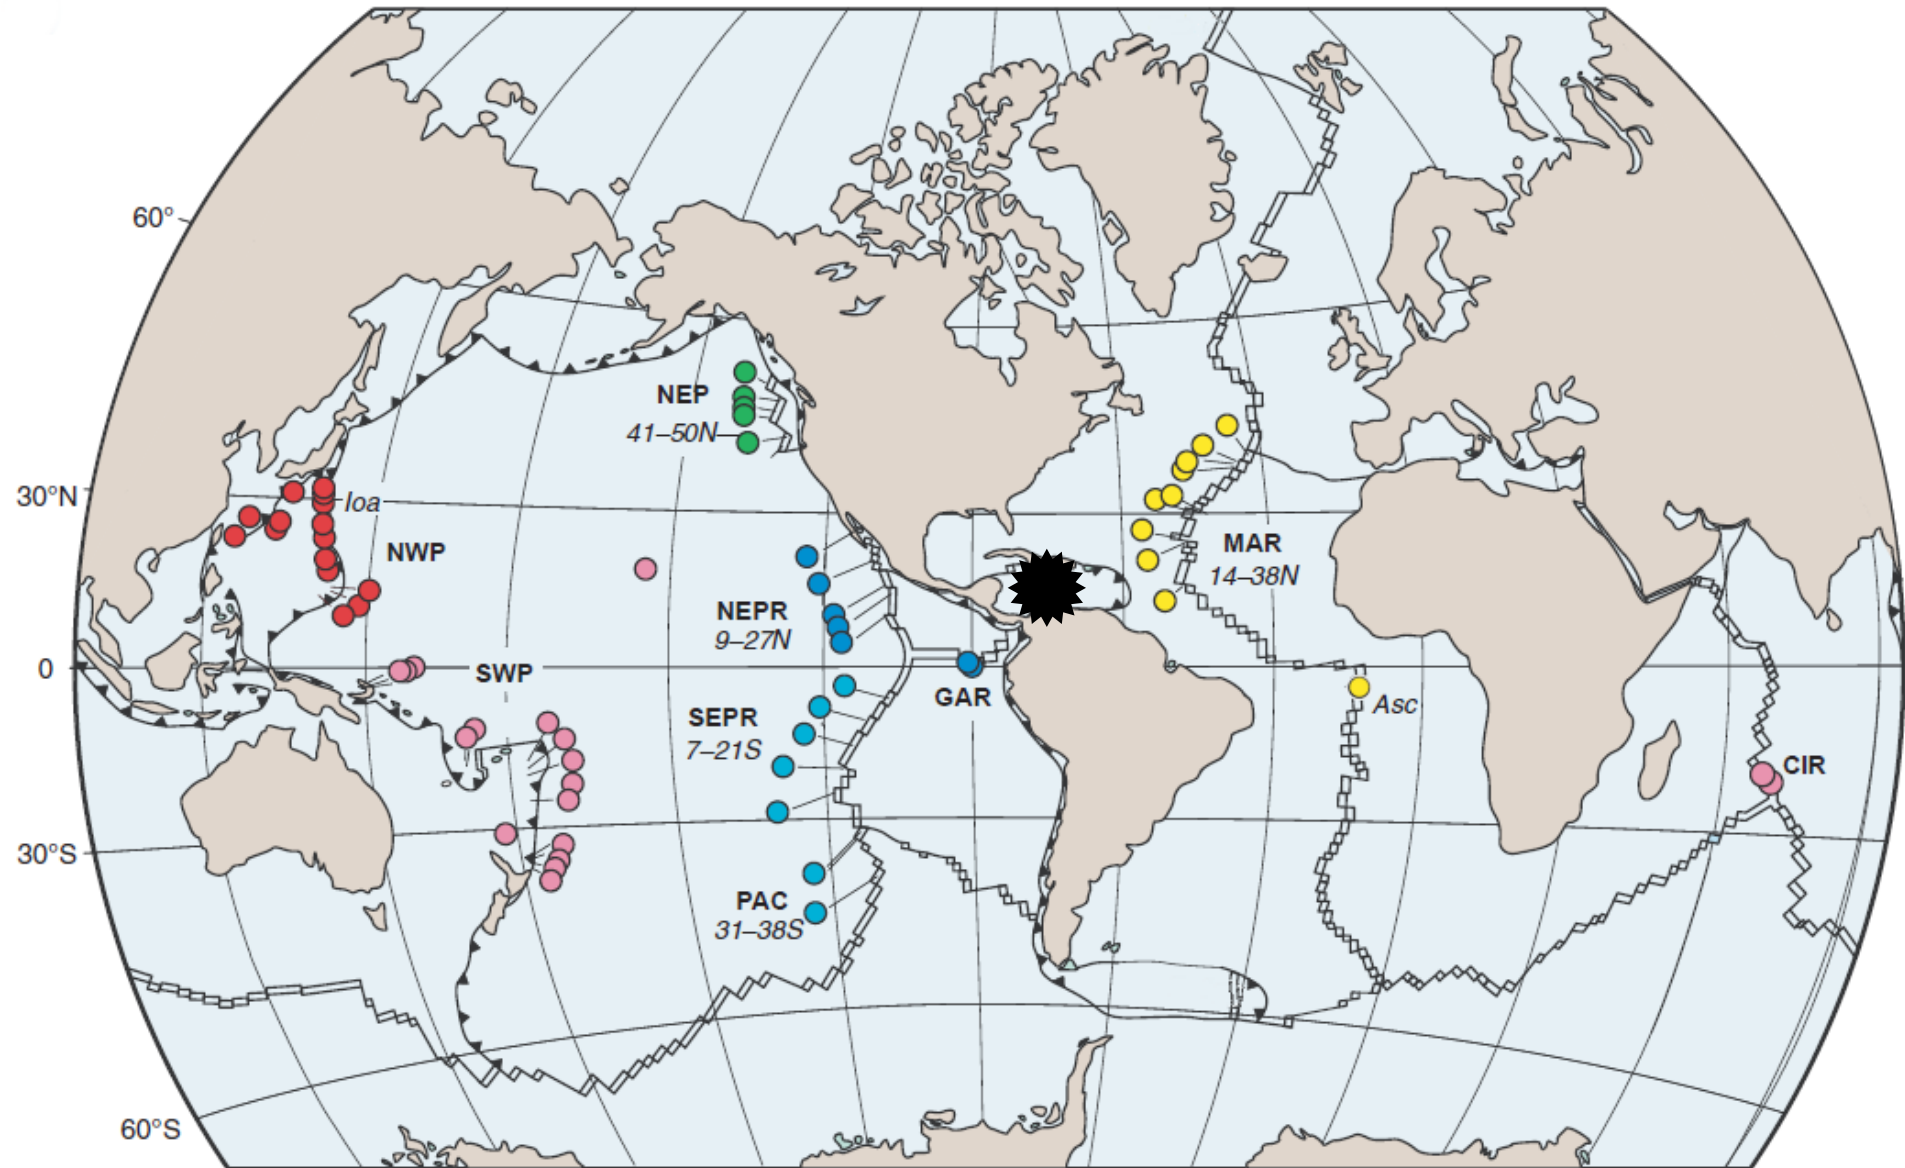 60°
NEP
41–50N
30°N
Ioa
NWP
MAR
14–38N
NEPR
9–27N
0
SWP
GAR
SEPR
7–21S
Asc
CIR
30°S
PAC
31–38S
60°S